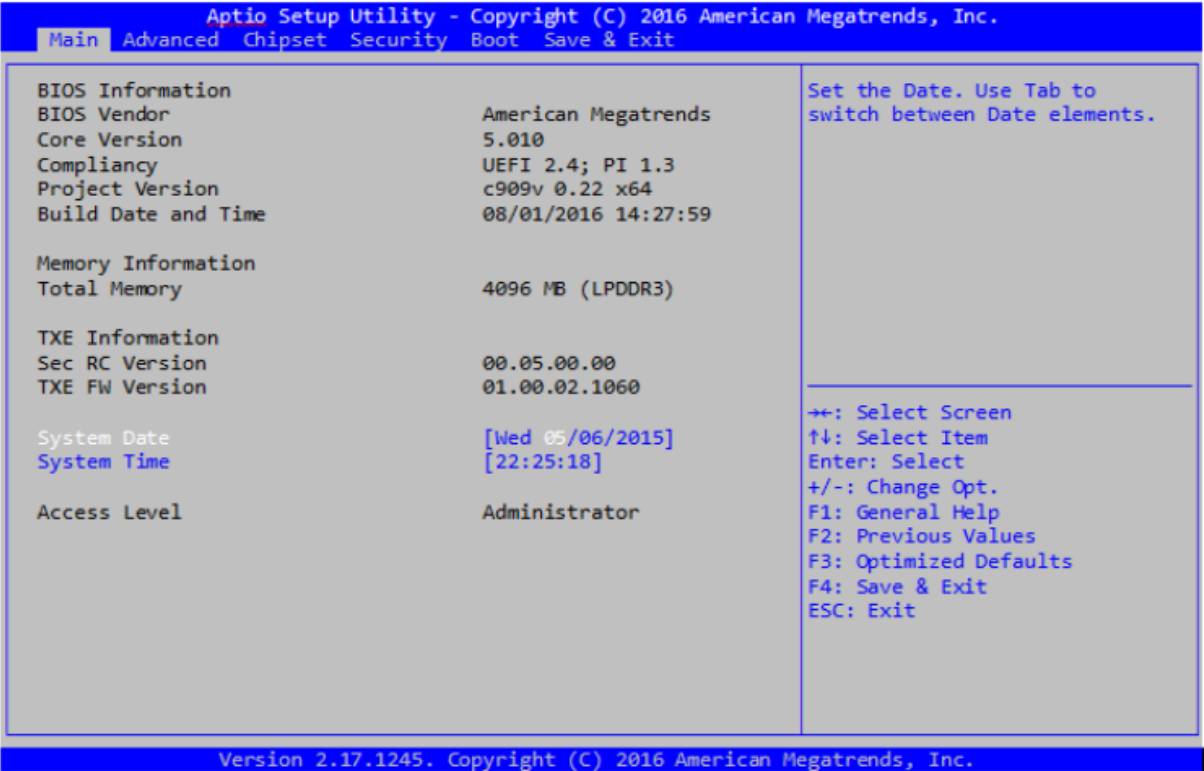 Aptio Setup Utility - Copyright (C) 2016 American Megatrends, Inc.
Main Advanced Chipset Security Boot Save & Exit
BIOS Information
BIOS Vendor American Megatrends
Core Version 5.010
Compliancy UEFI 2.4; PI 1.3
Project Version c909v 0.22 x64
Build Date and Time 08/01/2016 14:27:59
Memory Information
Total Memory 4096 MB (LPDDR3)
TXE Information
Sec RC Version 00.05.00.00
TXE FW Version 01.00.02.1060
System Date [Wed 05/06/2015]
System Time [22:25:18]
Access Level Administrator
Set the Date. Use Tab to
switch between Date elements.
→←: Select Screen
↑↓: Select Item
Enter: Select
+/-: Change Opt.
F1: General Help
F2: Previous Values
F3: Optimized Defaults
F4: Save & Exit
ESC: Exit
Version 2.17.1245. Copyright (C) 2016 American Megatrends, Inc.